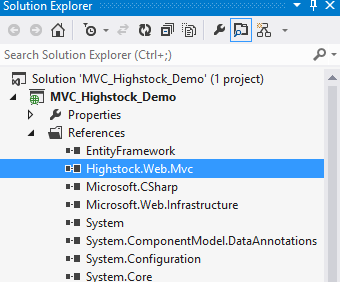 Solution Explorer
Search Solution Explorer (Ctrl+;)
Solution 'MVC_Highstock_Demo' (1 project)
MVC_Highstock_Demo
Properties
References
EntityFramework
Highstock.Web.Mvc
Microsoft.CSharp
Microsoft.Web.Infrastructure
System
System.ComponentModel.DataAnnotations
System.Configuration
System.Core